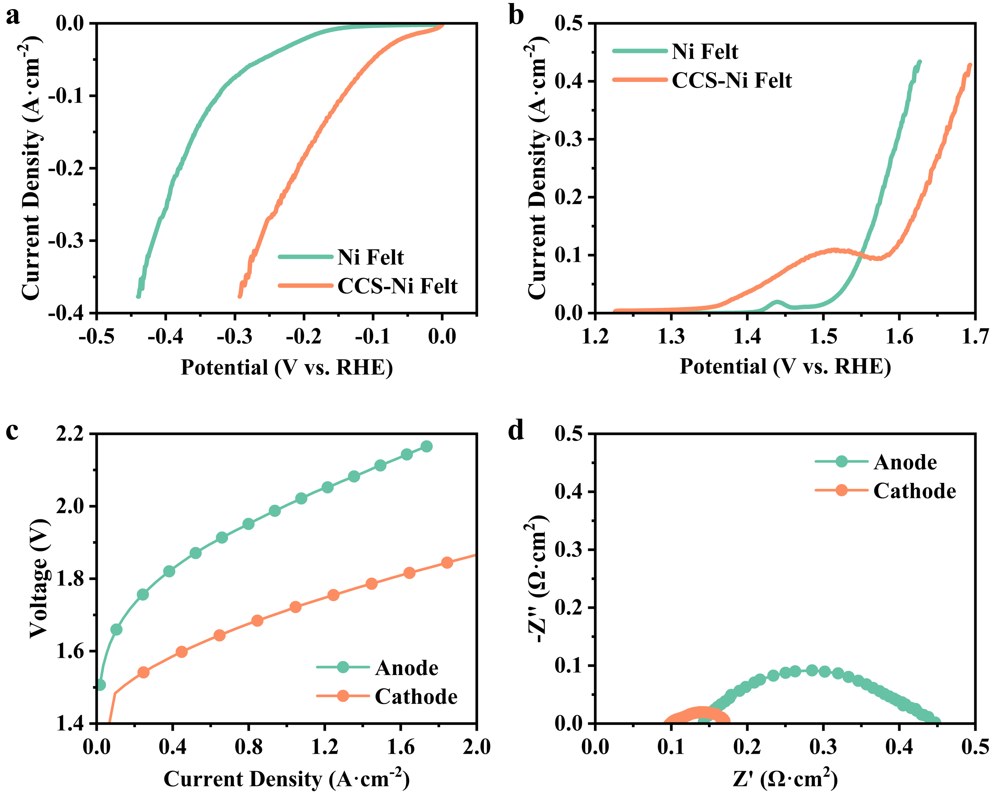 a
0.0
-0.1
-0.2
-0.3
-0.4
-0.5
-0.4
-0.3
-0.2
-0.1
0.0
Current Density (A·cm⁻²)
Potential (V vs. RHE)
Ni Felt
CCS-Ni Felt
b
0.5
0.4
0.3
0.2
0.1
0.0
1.2
1.3
1.4
1.5
1.6
1.7
Current Density (A·cm⁻²)
Potential (V vs. RHE)
Ni Felt
CCS-Ni Felt
c
2.2
2.0
1.8
1.6
1.4
0.0
0.4
0.8
1.2
1.6
2.0
Voltage (V)
Current Density (A·cm⁻²)
Anode
Cathode
d
0.5
0.4
0.3
0.2
0.1
0.0
0.0
0.1
0.2
0.3
0.4
0.5
-Z'' (Ω·cm²)
Z' (Ω·cm²)
Anode
Cathode